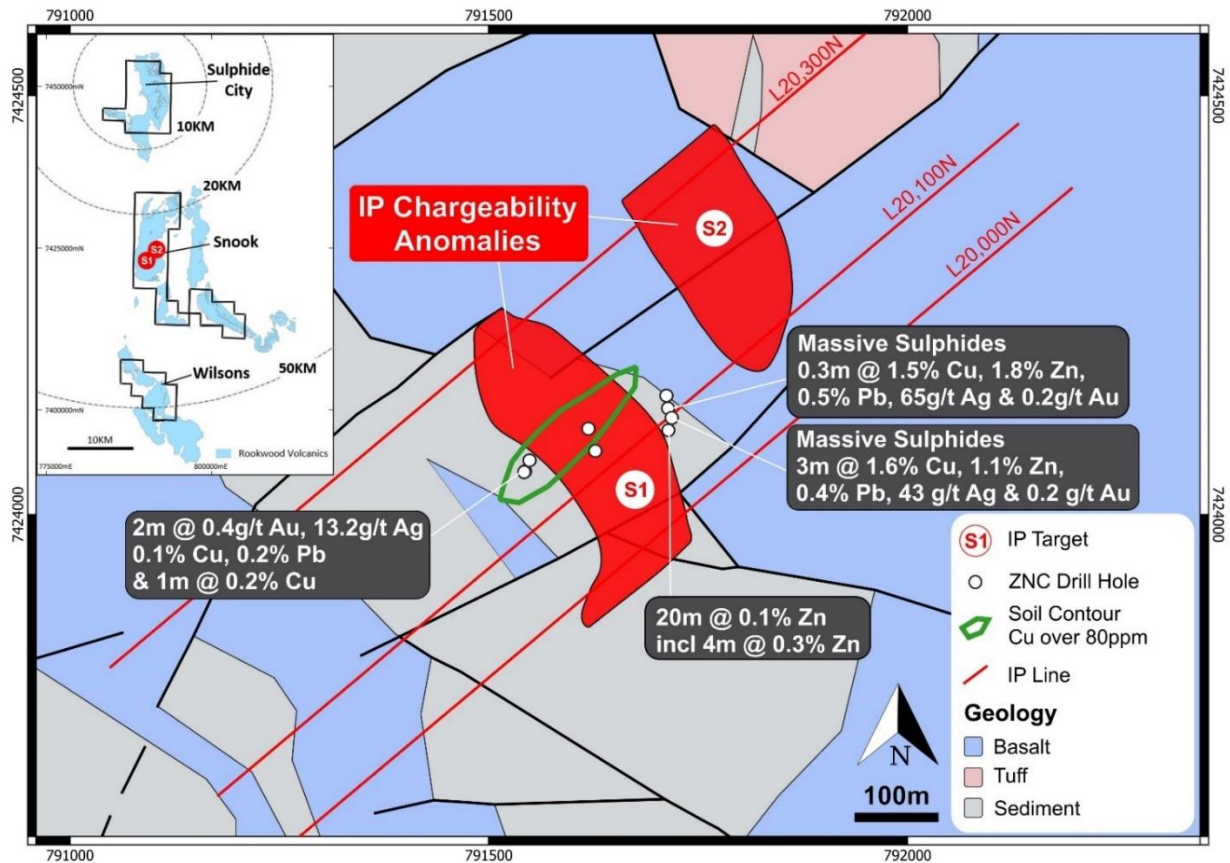 791000
791500
792000
7424500
7424500
7424000
7424000
791000
791500
792000
Sulphide
City
7450000mN
10KM
20KM
7425000mN
S2
S1
Snook
50KM
Wilsons
7400000mN
10KM
Rookwood Volcanics
775000mE
800000mE
L20,300N
L20,100N
L20,000N
IP Chargeability
Anomalies
S2
S1
Massive Sulphides
0.3m @ 1.5% Cu, 1.8% Zn,
0.5% Pb, 65g/t Ag & 0.2g/t Au
Massive Sulphides
3m @ 1.6% Cu, 1.1% Zn,
0.4% Pb, 43 g/t Ag & 0.2 g/t Au
2m @ 0.4g/t Au, 13.2g/t Ag
0.1% Cu, 0.2% Pb
& 1m @ 0.2% Cu
20m @ 0.1% Zn
incl 4m @ 0.3% Zn
S1 IP Target
ZNC Drill Hole
Soil Contour
Cu over 80ppm
IP Line
Geology
Basalt
Tuff
Sediment
N
100m